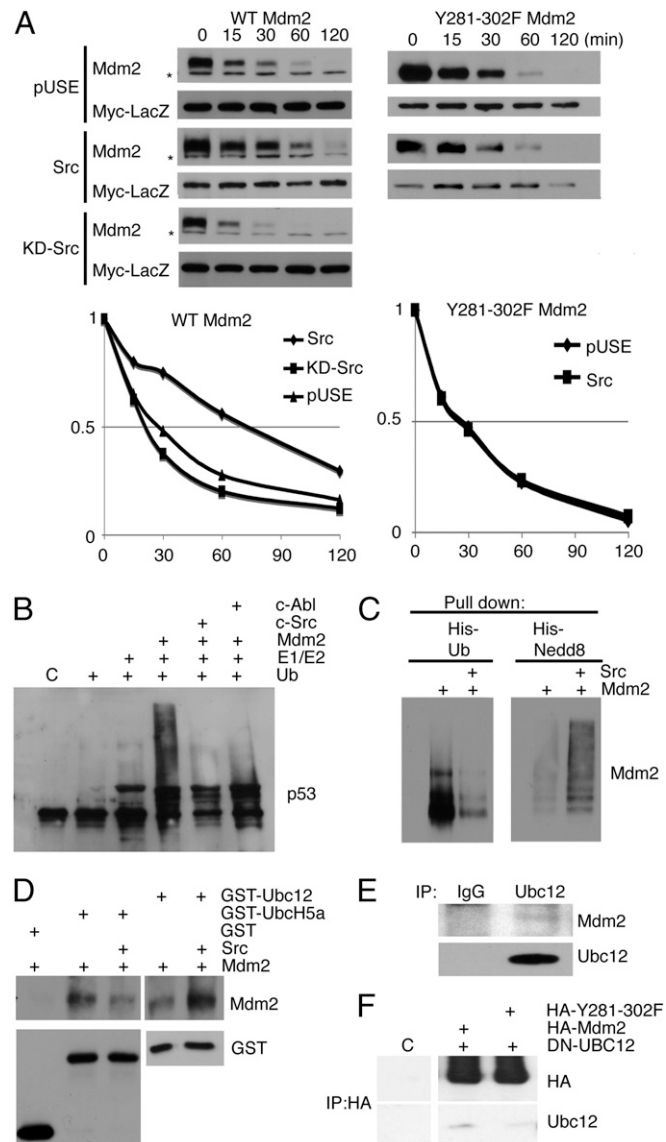 A
WT Mdm2
Y281-302F Mdm2
0 15 30 60 120
0 15 30 60 120 (min)
pUSE
Mdm2
*
Myc-LacZ
Src
Mdm2
*
Myc-LacZ
KD-Src
Mdm2
*
Myc-LacZ
WT Mdm2
1
0.5
0
0 30 60 90 120
Src
KD-Src
pUSE
Y281-302F Mdm2
1
0.5
0
0 30 60 90 120
pUSE
Src
B
+ c-Abl
+ c-Src
+ + + Mdm2
+ + + + E1/E2
C + + + + + Ub
p53
C
Pull down:
His-Ub
His-Nedd8
+ + Src
+ + + + Mdm2
Mdm2
D
+ + GST-Ubc12
+ + GST-UbcH5a
+ GST
+ + Src
+ + + + + Mdm2
Mdm2
GST
E
IP: IgG Ubc12
Mdm2
Ubc12
F
+ HA-Y281-302F
+ HA-Mdm2
C + + DN-UBC12
IP:HA
HA
Ubc12